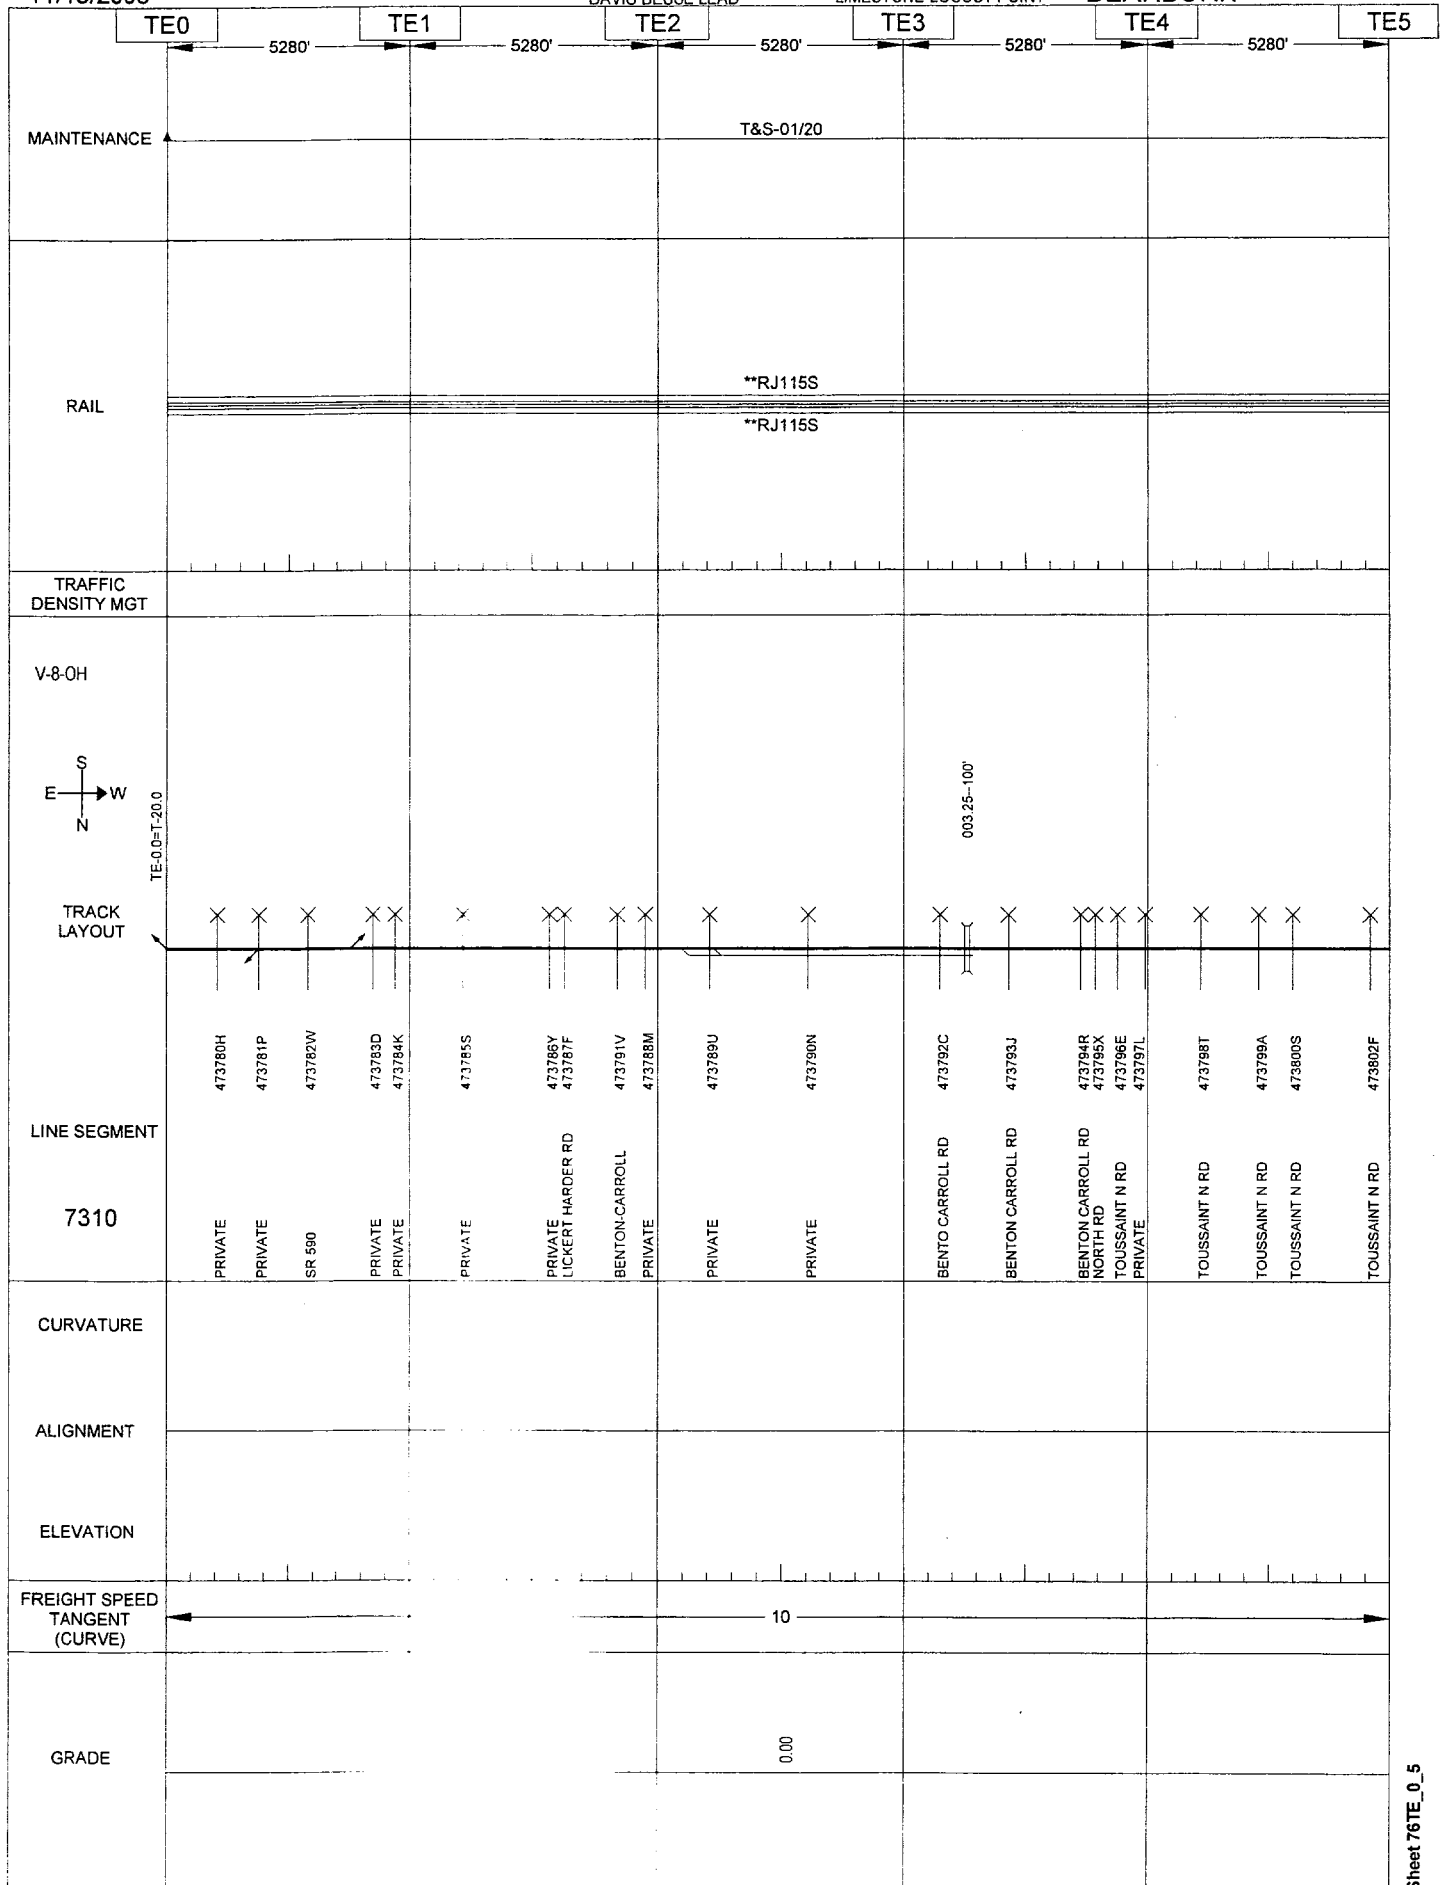 TE0 TE1 TE2 TE3 TE4 TE5
5280' 5280' 5280' 5280' 5280'
MAINTENANCE
T&S-01/20
RAIL
**RJ115S
**RJ115S
TRAFFIC
DENSITY MGT
V-8-OH
S
E W
N
TE-0.0=T-20.0
003.25--100'
TRACK
LAYOUT
473780H
473781P
473782W
473783D
473784K
473785S
473786Y
473787F
473791V
473788M
473789U
473790N
473792C
473793J
473794R
473795X
473796E
473797L
473798T
473799A
473800S
473802F
LINE SEGMENT
7310
PRIVATE
PRIVATE
SR 590
PRIVATE
PRIVATE
PRIVATE
PRIVATE
LICKERT HARDER RD
BENTON-CARROLL
PRIVATE
PRIVATE
PRIVATE
BENTO CARROLL RD
BENTON CARROLL RD
BENTON CARROLL RD
NORTH RD
TOUSSAINT N RD
PRIVATE
TOUSSAINT N RD
TOUSSAINT N RD
TOUSSAINT N RD
TOUSSAINT N RD
CURVATURE
ALIGNMENT
ELEVATION
FREIGHT SPEED
TANGENT
(CURVE)
10
GRADE
0.00
Sheet 76TE_0_5